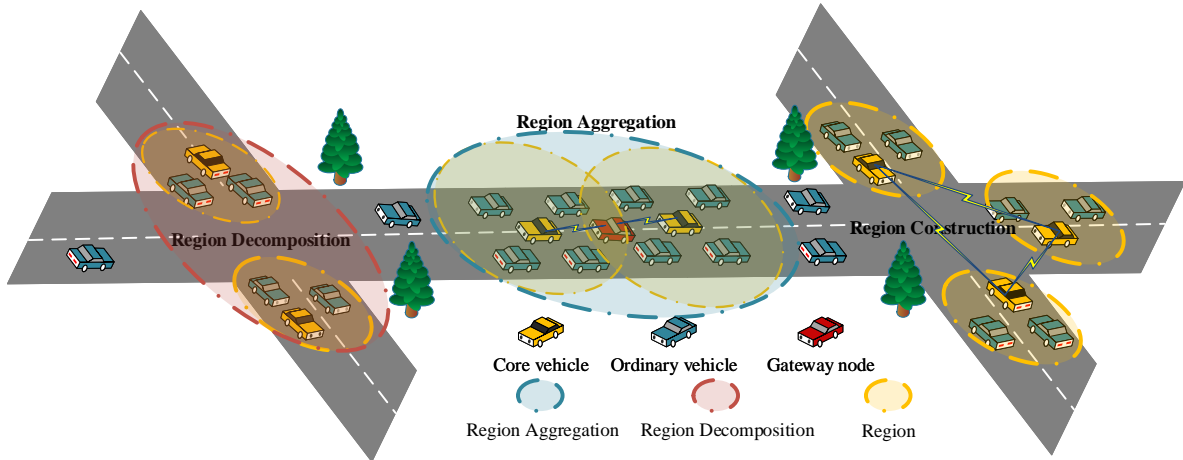 Region Aggregation
Region Decomposition
Region Construction
Core vehicle
Ordinary vehicle
Gateway node
Region Aggregation
Region Decomposition
Region